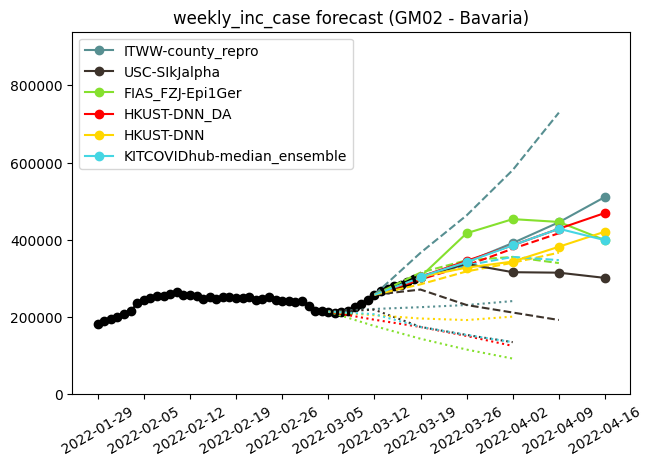 weekly_inc_case forecast (GM02 - Bavaria)
ITWW-county_repro
USC-SIkJalpha
FIAS_FZJ-Epi1Ger
HKUST-DNN_DA
HKUST-DNN
KITCOVIDhub-median_ensemble
800000
600000
400000
200000
0
2022-01-29
2022-02-05
2022-02-12
2022-02-19
2022-02-26
2022-03-05
2022-03-12
2022-03-19
2022-03-26
2022-04-02
2022-04-09
2022-04-16